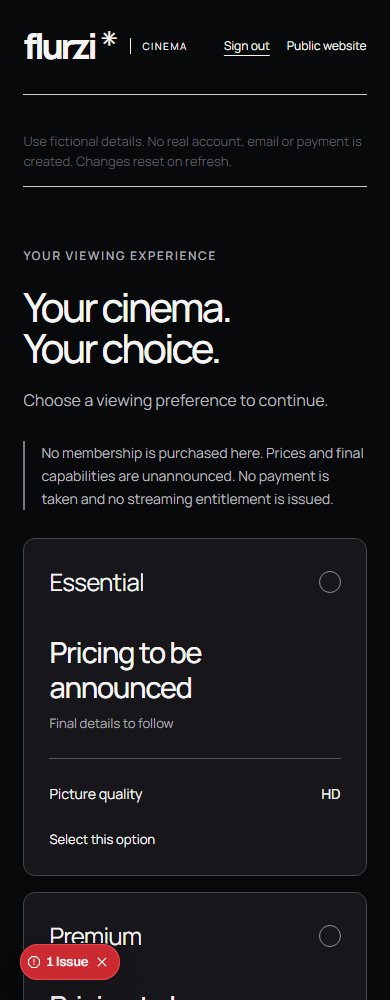 flurzi * CINEMA Sign out Public website
Use fictional details. No real account, email or payment is
created. Changes reset on refresh.
YOUR VIEWING EXPERIENCE
Your cinema.
Your choice.
Choose a viewing preference to continue.
No membership is purchased here. Prices and final
capabilities are unannounced. No payment is
taken and no streaming entitlement is issued.
Essential
Pricing to be
announced
Final details to follow
Picture quality HD
Select this option
Premium
1 Issue